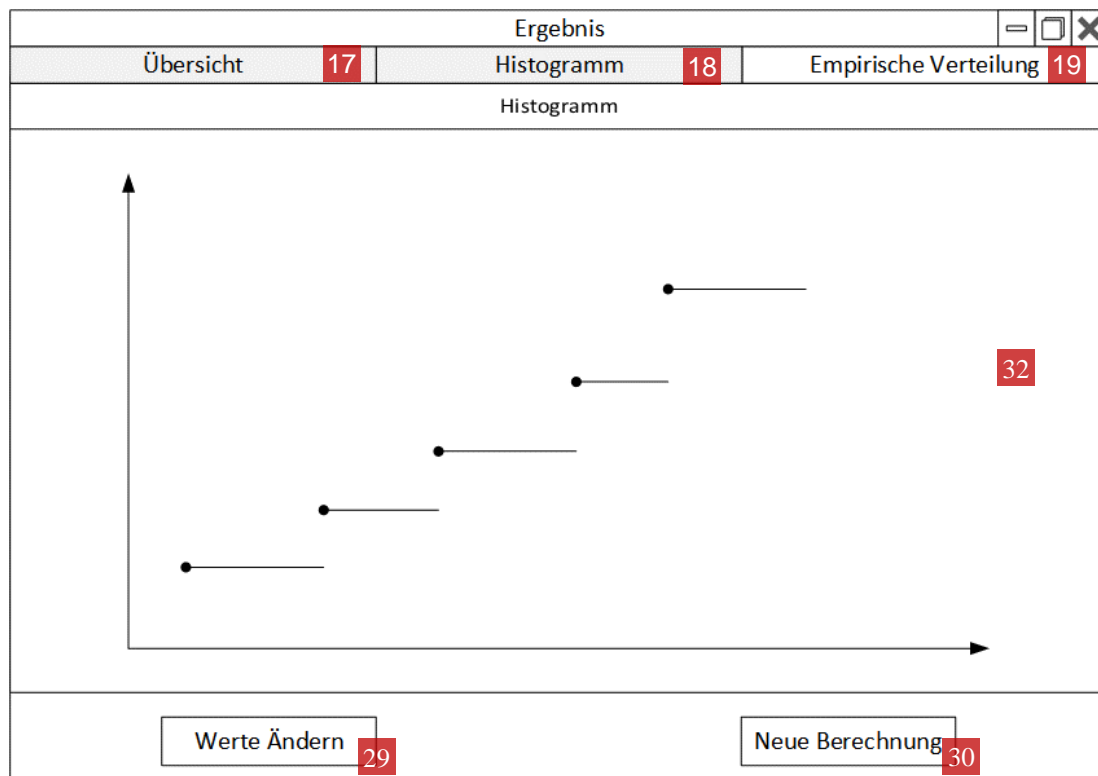 Ergebnis
Übersicht 17 Histogramm 18 Empirische Verteilung 19
Histogramm
32
Werte Ändern 29 Neue Berechnung 30